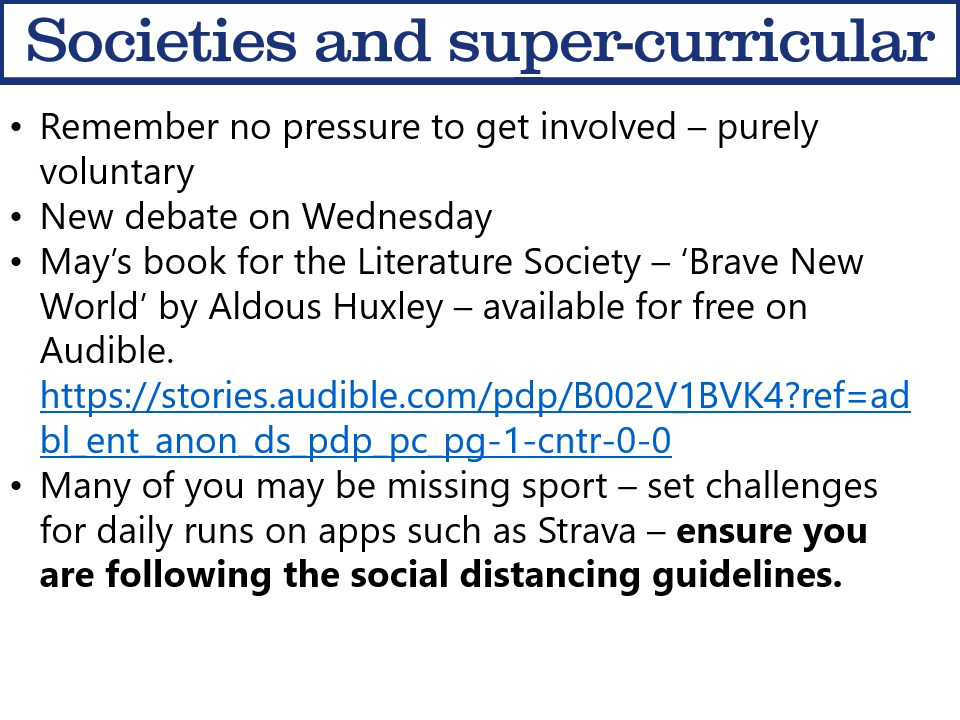 Societies and super-curricular
• Remember no pressure to get involved – purely
voluntary
• New debate on Wednesday
• May’s book for the Literature Society – ‘Brave New
World’ by Aldous Huxley – available for free on
Audible.
https://stories.audible.com/pdp/B002V1BVK4?ref=ad
bl_ent_anon_ds_pdp_pc_pg-1-cntr-0-0
• Many of you may be missing sport – set challenges
for daily runs on apps such as Strava – ensure you
are following the social distancing guidelines.